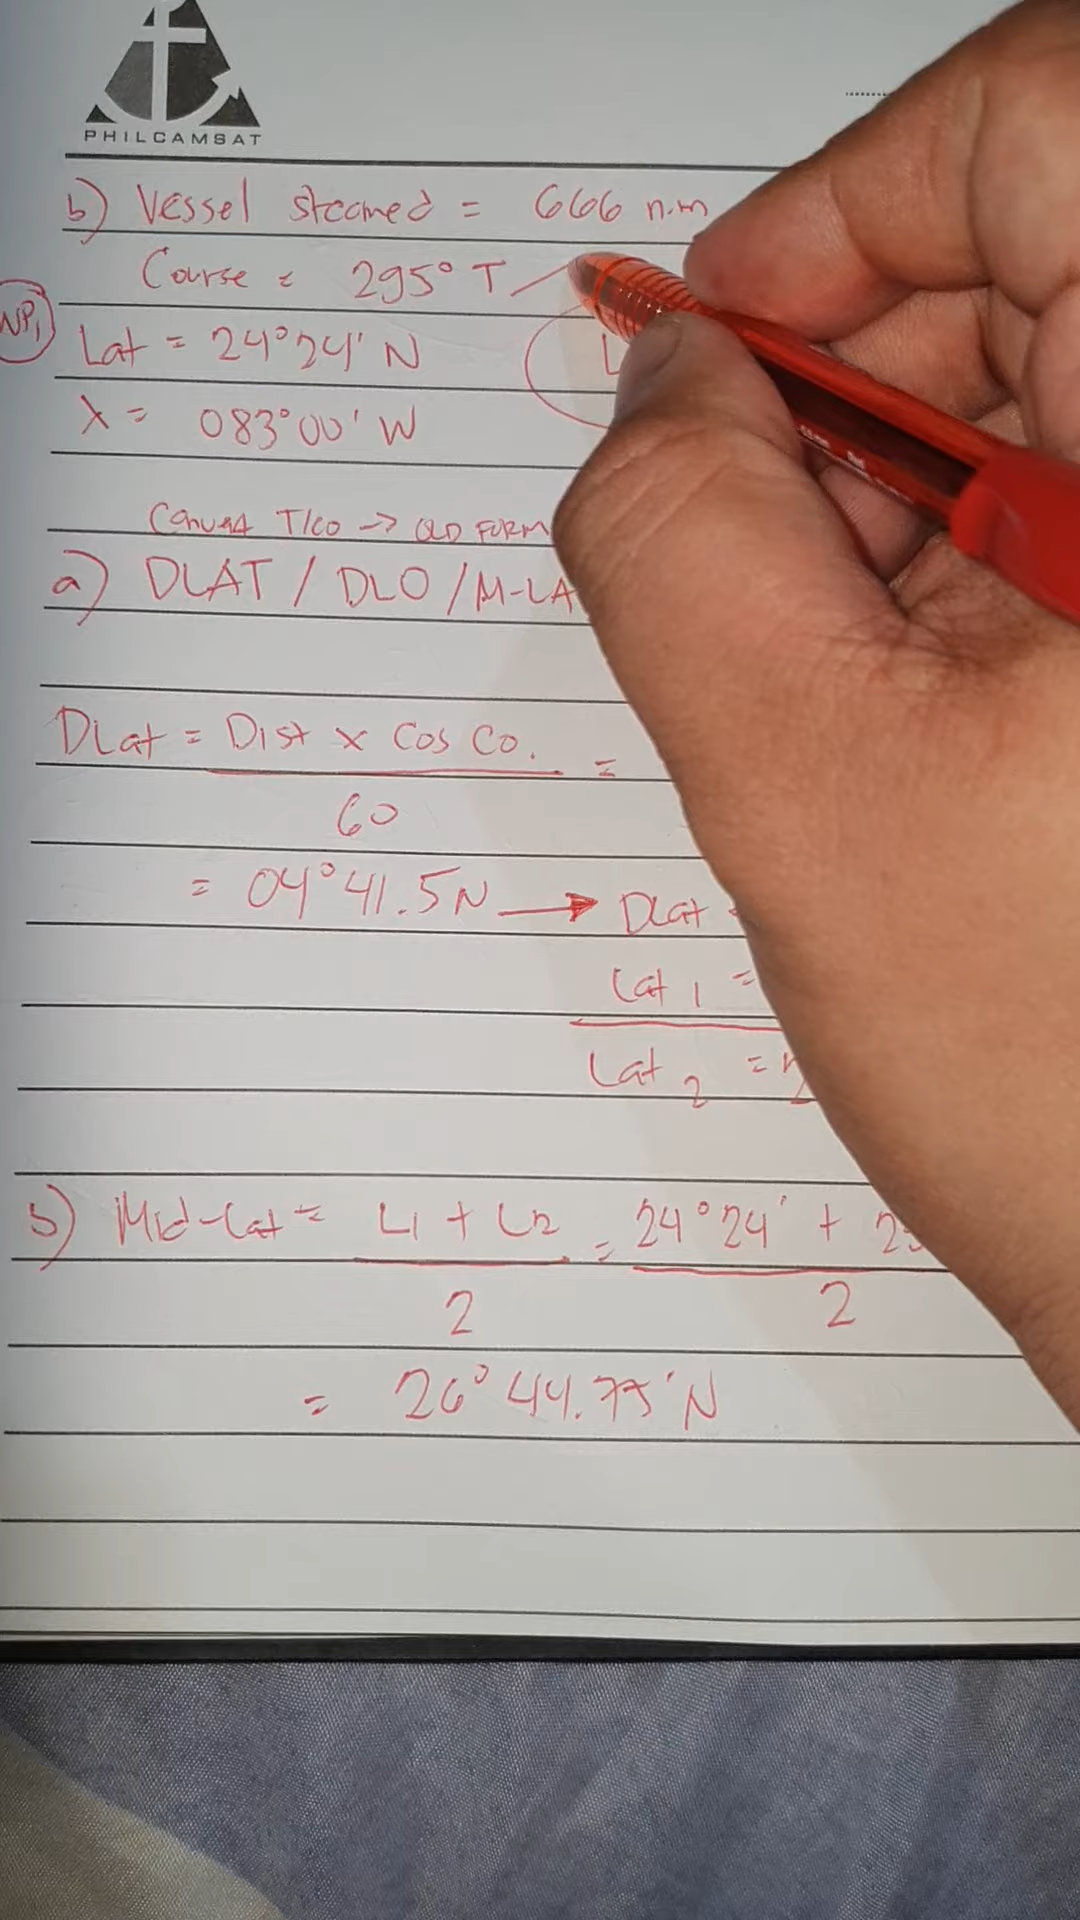 PHILCAMSAT
b) Vessel steamed = 666 n.m
Course = 295° T
WP1
Lat = 24°24' N
λ = 083°00' W
Convert T/co → OLD FORM
a) DLAT / DLO / M-LA
DLat = Dist x Cos Co. =
60
= 04°41.5N → DLat
Lat 1 =
Lat 2 =
b) Mid-Lat = L1 + L2 = 24°24' + 2
2 2
= 26°44.75'N